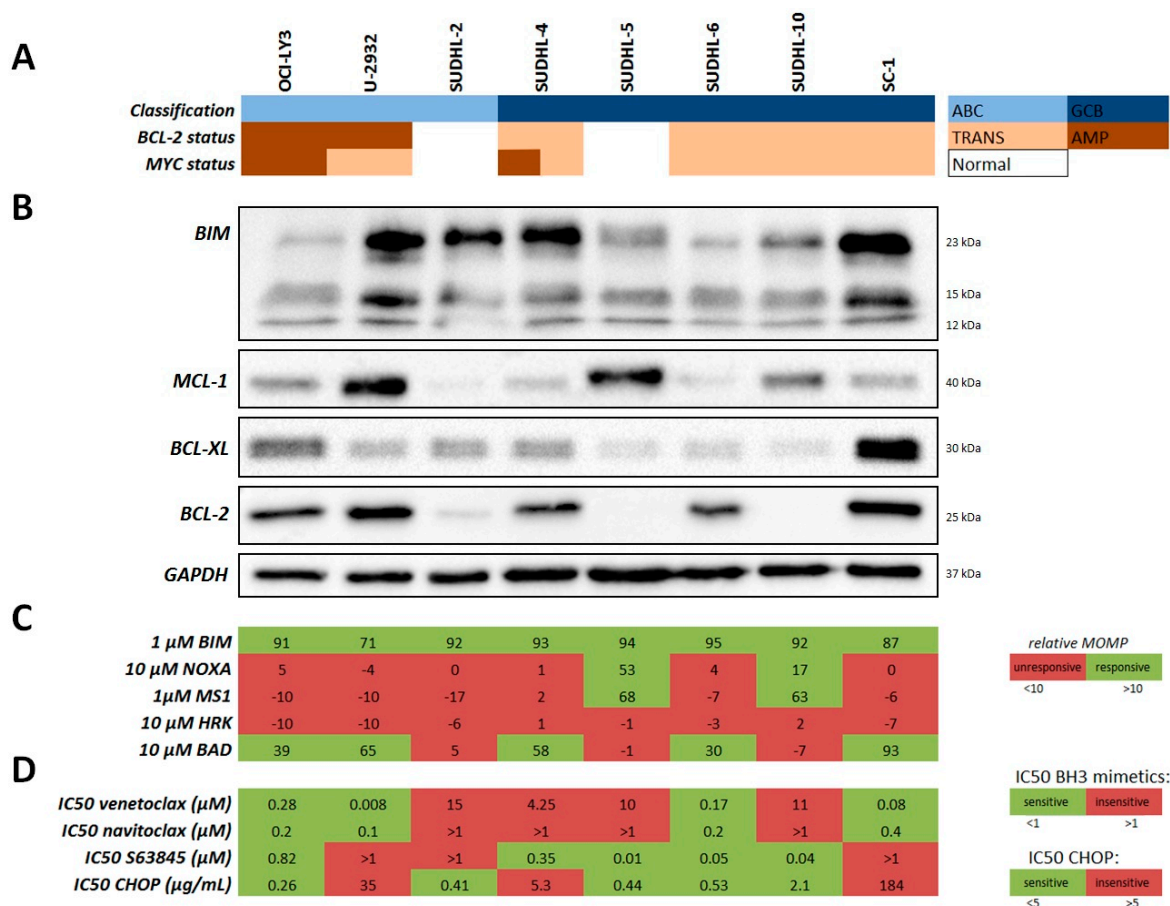 A
OCI-LY3 U-2932 SUDHL-2 SUDHL-4 SUDHL-5 SUDHL-6 SUDHL-10 SC-1
Classification ABC GCB
BCL-2 status TRANS AMP
MYC status Normal
B
BIM 23 kDa
15 kDa
12 kDa
MCL-1 40 kDa
BCL-XL 30 kDa
BCL-2 25 kDa
GAPDH 37 kDa
C
1 µM BIM 91 71 92 93 94 95 92 87
relative MOMP
10 µM NOXA 5 -4 0 1 53 4 17 0
unresponsive responsive
1µM MS1 -10 -10 -17 2 68 -7 63 -6
<10 >10
10 µM HRK -10 -10 -6 1 -1 -3 2 -7
10 µM BAD 39 65 5 58 -1 30 -7 93
D
IC50 BH3 mimetics:
IC50 venetoclax (µM) 0.28 0.008 15 4.25 10 0.17 11 0.08
sensitive insensitive
<1 >1
IC50 navitoclax (µM) 0.2 0.1 >1 >1 >1 0.2 >1 0.4
IC50 S63845 (µM) 0.82 >1 >1 0.35 0.01 0.05 0.04 >1
IC50 CHOP:
IC50 CHOP (µg/mL) 0.26 35 0.41 5.3 0.44 0.53 2.1 184
sensitive insensitive
<5 >5